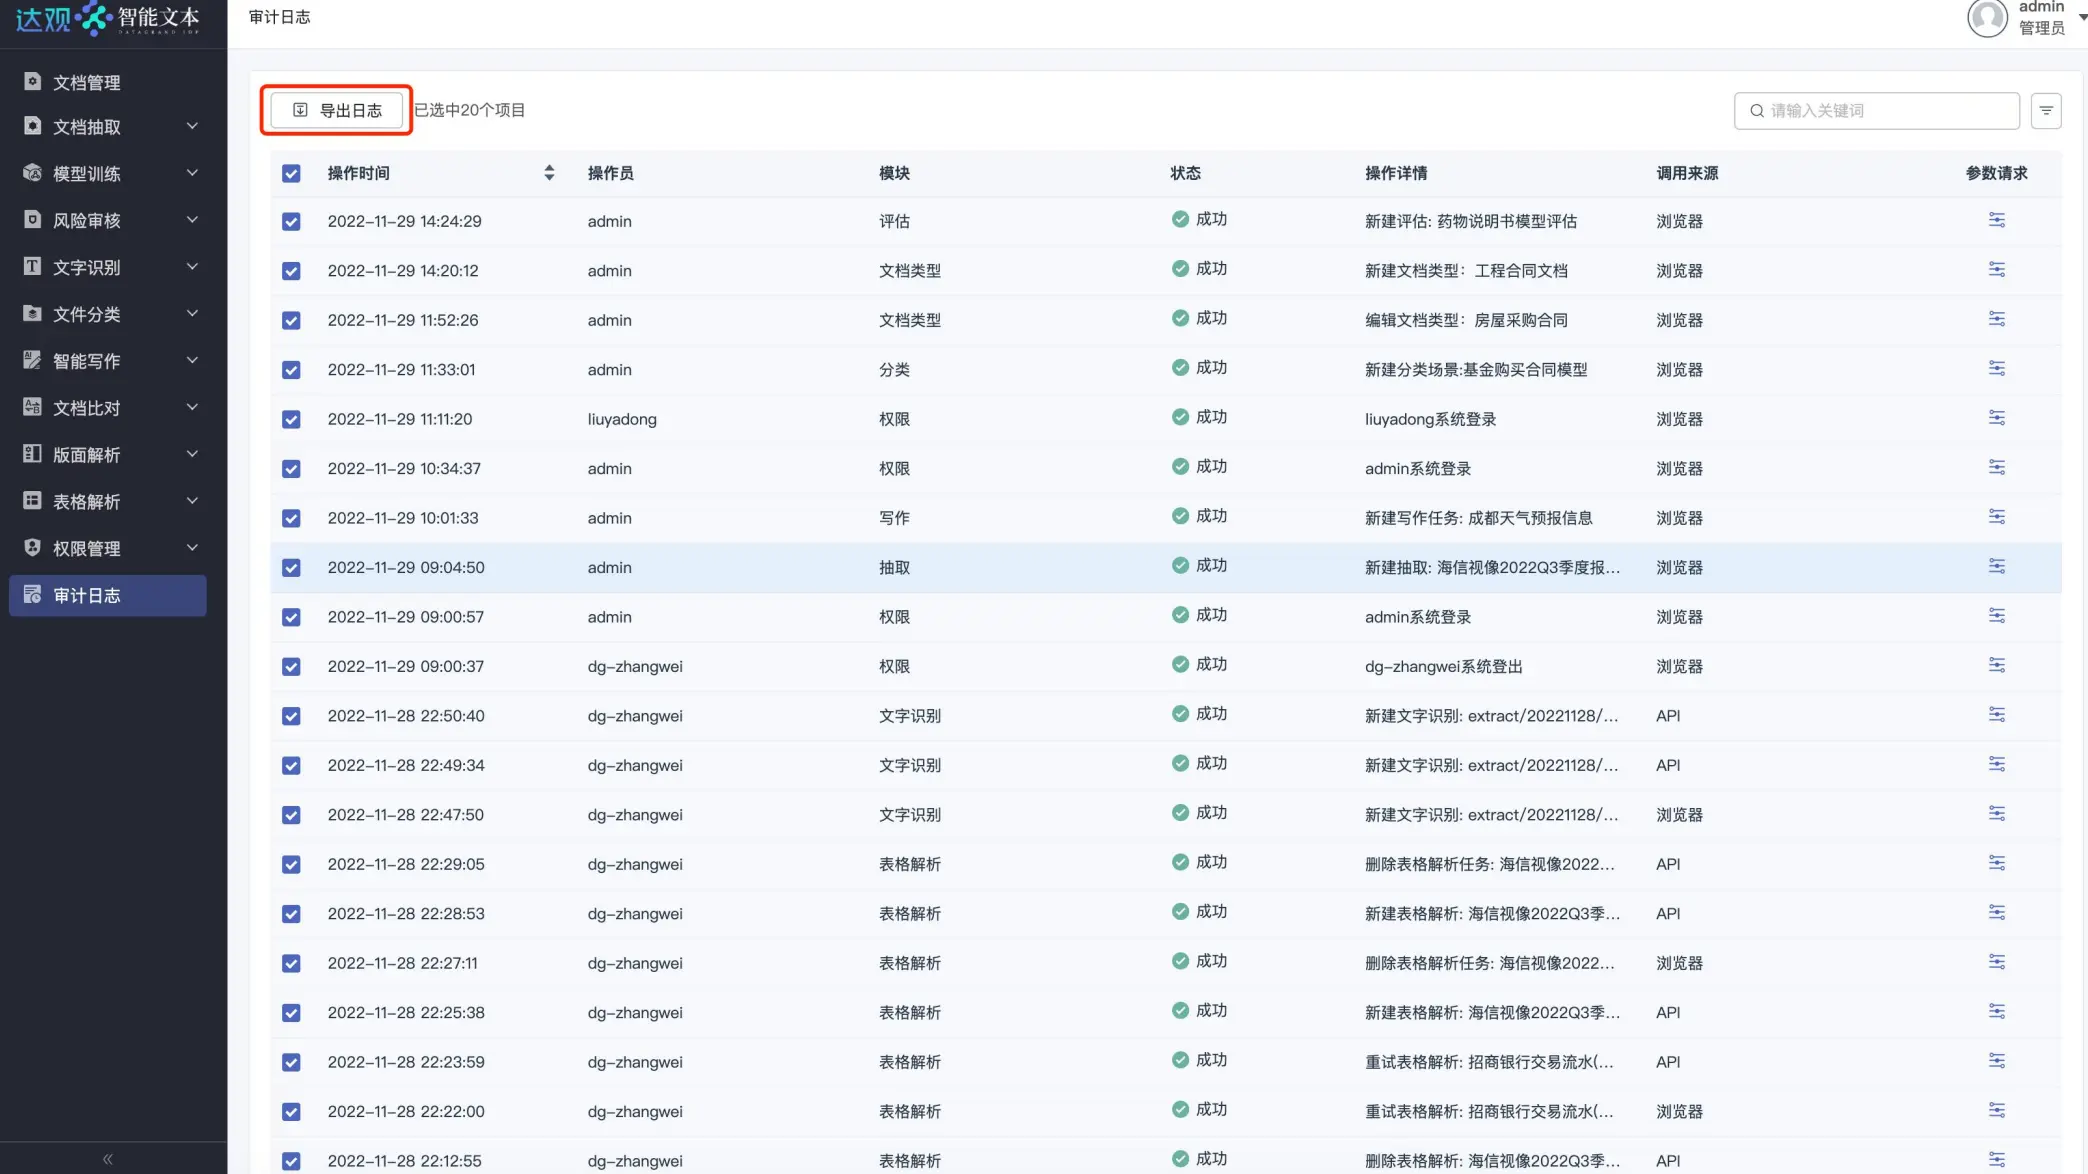 达观 智能文本
DATAGRAND IDP
审计日志
admin
管理员
文档管理
文档抽取
模型训练
风险审核
文字识别
文件分类
智能写作
文档比对
版面解析
表格解析
权限管理
审计日志
导出日志 已选中20个项目
请输入关键词
操作时间 操作员 模块 状态 操作详情 调用来源 参数请求
2022-11-29 14:24:29 admin 评估 成功 新建评估: 药物说明书模型评估 浏览器
2022-11-29 14:20:12 admin 文档类型 成功 新建文档类型：工程合同文档 浏览器
2022-11-29 11:52:26 admin 文档类型 成功 编辑文档类型：房屋采购合同 浏览器
2022-11-29 11:33:01 admin 分类 成功 新建分类场景:基金购买合同模型 浏览器
2022-11-29 11:11:20 liuyadong 权限 成功 liuyadong系统登录 浏览器
2022-11-29 10:34:37 admin 权限 成功 admin系统登录 浏览器
2022-11-29 10:01:33 admin 写作 成功 新建写作任务: 成都天气预报信息 浏览器
2022-11-29 09:04:50 admin 抽取 成功 新建抽取: 海信视像2022Q3季度报... 浏览器
2022-11-29 09:00:57 admin 权限 成功 admin系统登录 浏览器
2022-11-29 09:00:37 dg-zhangwei 权限 成功 dg-zhangwei系统登出 浏览器
2022-11-28 22:50:40 dg-zhangwei 文字识别 成功 新建文字识别: extract/20221128/... API
2022-11-28 22:49:34 dg-zhangwei 文字识别 成功 新建文字识别: extract/20221128/... API
2022-11-28 22:47:50 dg-zhangwei 文字识别 成功 新建文字识别: extract/20221128/... 浏览器
2022-11-28 22:29:05 dg-zhangwei 表格解析 成功 删除表格解析任务: 海信视像2022... API
2022-11-28 22:28:53 dg-zhangwei 表格解析 成功 新建表格解析: 海信视像2022Q3季... API
2022-11-28 22:27:11 dg-zhangwei 表格解析 成功 删除表格解析任务: 海信视像2022... 浏览器
2022-11-28 22:25:38 dg-zhangwei 表格解析 成功 新建表格解析: 海信视像2022Q3季... API
2022-11-28 22:23:59 dg-zhangwei 表格解析 成功 重试表格解析: 招商银行交易流水(... API
2022-11-28 22:22:00 dg-zhangwei 表格解析 成功 重试表格解析: 招商银行交易流水(... 浏览器
2022-11-28 22:12:55 dg-zhangwei 表格解析 成功 删除表格解析: 海信视像2022Q3季... API